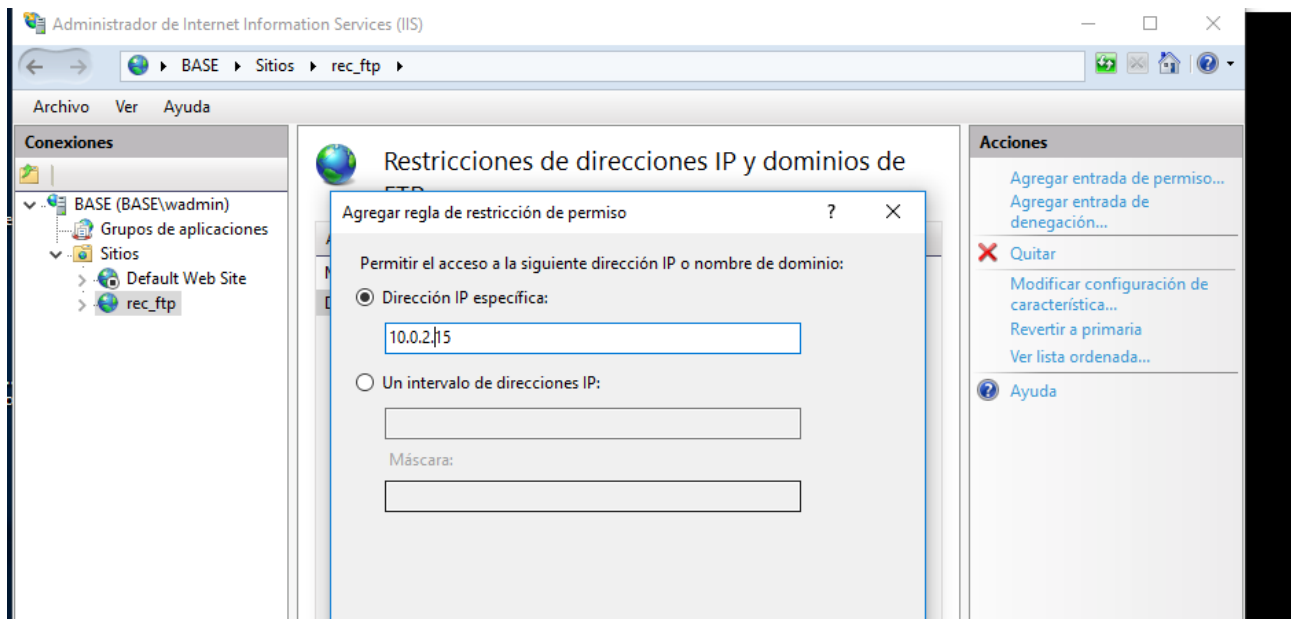 Administrador de Internet Information Services (IIS)
BASE Sitios rec_ftp
Archivo Ver Ayuda
Conexiones
BASE (BASE\wadmin)
Grupos de aplicaciones
Sitios
Default Web Site
rec_ftp
Restricciones de direcciones IP y dominios de
Agregar regla de restricción de permiso
Permitir el acceso a la siguiente dirección IP o nombre de dominio:
Dirección IP específica:
10.0.2.15
Un intervalo de direcciones IP:
Máscara:
Acciones
Agregar entrada de permiso...
Agregar entrada de
denegación...
Quitar
Modificar configuración de
característica...
Revertir a primaria
Ver lista ordenada...
Ayuda